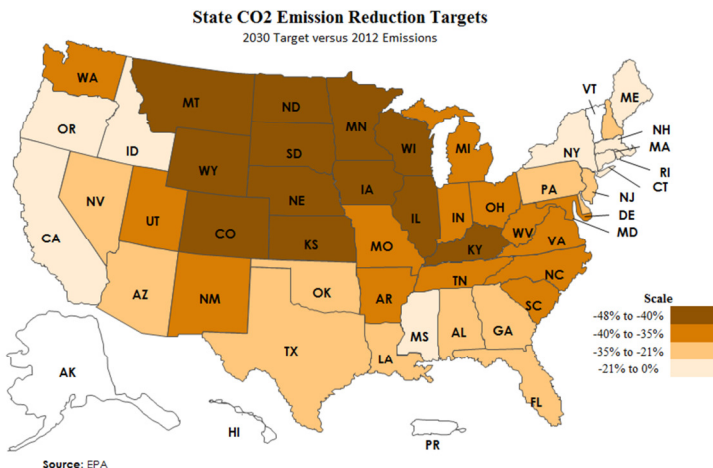 State CO2 Emission Reduction Targets
2030 Target versus 2012 Emissions
WA
MT
ND
MN
VT
ME
OR
ID
WY
SD
WI
MI
NY
NH
MA
RI
CT
NV
UT
CO
NE
IA
IL
IN
OH
PA
NJ
DE
MD
CA
KS
MO
KY
WV
VA
AZ
NM
OK
AR
TN
NC
SC
TX
LA
MS
AL
GA
FL
AK
HI
PR
Scale
-48% to -40%
-40% to -35%
-35% to -21%
-21% to 0%
Source: EPA